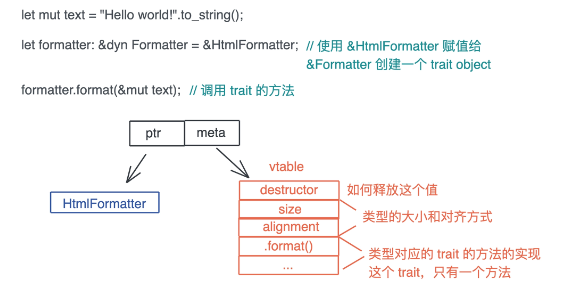 let mut text = "Hello world!".to_string();
let formatter: &dyn Formatter = &HtmlFormatter; // 使用 &HtmlFormatter 赋值给
&Formatter 创建一个 trait object
formatter.format(&mut text); // 调用 trait 的方法
ptr meta
vtable
HtmlFormatter
destructor 如何释放这个值
size
类型的大小和对齐方式
alignment
.format() 类型对应的 trait 的方法的实现
... 这个 trait，只有一个方法